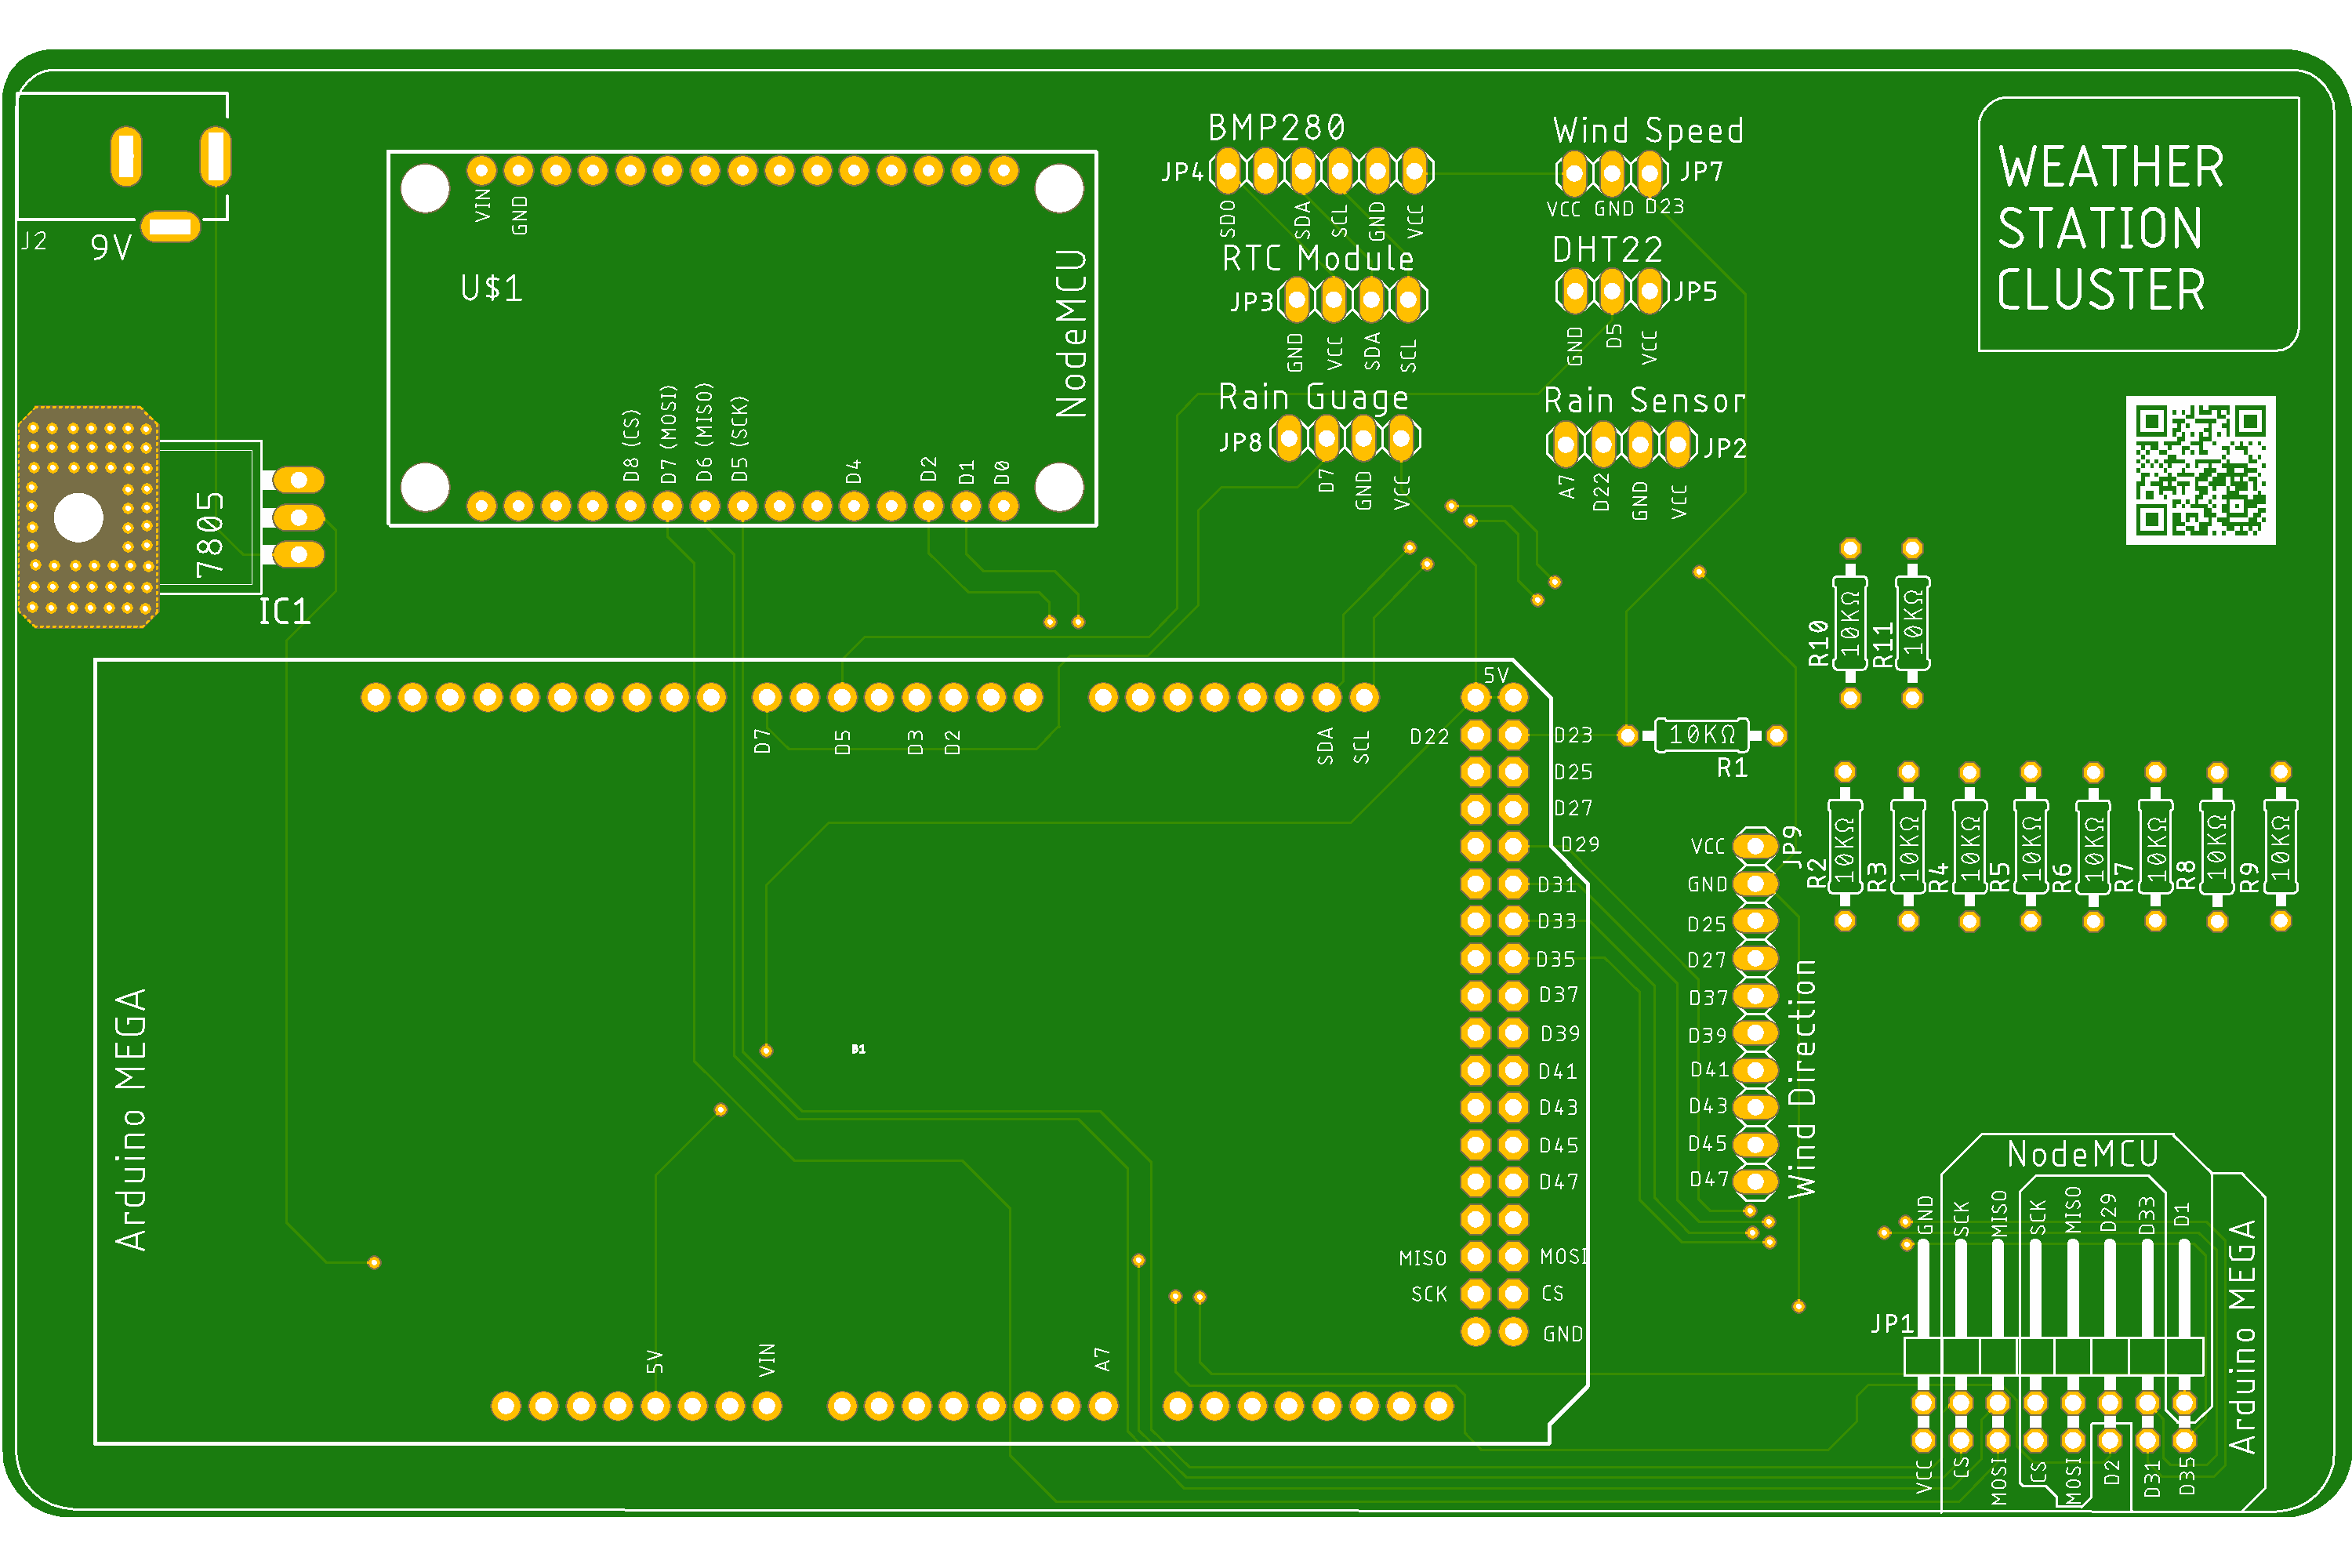 J2
9V
7805
IC1
VIN
GND
U$1
NodeMCU
D8 (CS)
D7 (MOSI)
D6 (MISO)
D5 (SCK)
D4
D2
D1
D0
BMP280
JP4
SDO
SDA
SCL
GND
VCC
RTC Module
JP3
GND
VCC
SDA
SCL
Rain Guage
JP8
D7
GND
VCC
Wind Speed
JP7
VCC GND D23
DHT22
JP5
GND
D5
VCC
Rain Sensor
JP2
A7
D22
GND
VCC
WEATHER
STATION
CLUSTER
R10
10KΩ
R11
10KΩ
10KΩ
R1
R2
10KΩ
R3
10KΩ
R4
10KΩ
R5
10KΩ
R6
10KΩ
R7
10KΩ
R8
10KΩ
R9
10KΩ
Arduino MEGA
D7
D5
D3
D2
SDA
SCL
5V
D22
D23
D25
D27
D29
D31
D33
D35
D37
D39
D41
D43
D45
D47
MISO
MOSI
SCK
CS
GND
B1
5V
VIN
A7
JP9
VCC
GND
D25
D27
D37
D39
D41
D43
D45
D47
Wind Direction
NodeMCU
GND
SCK
MISO
SCK
MISO
D29
D33
D1
JP1
VCC
CS
MOSI
CS
MOSI
D2
D31
D35
Arduino MEGA